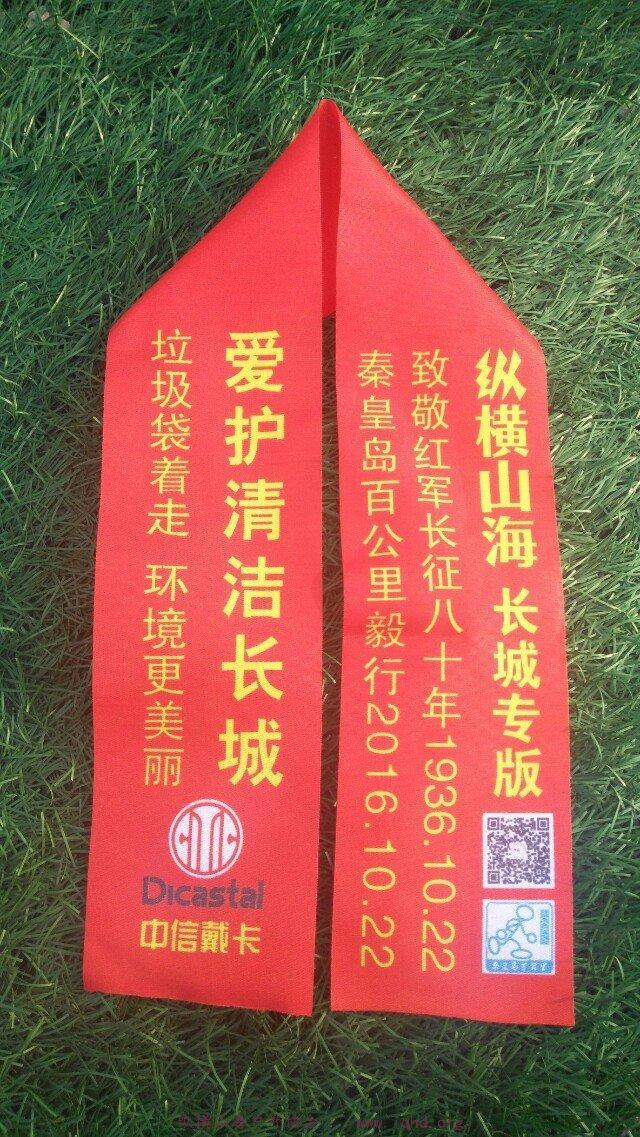 爱护清洁长城
垃圾袋着走 环境更美丽
Dicastal
中信戴卡
纵横山海 长城专版
致敬红军长征八十年1936.10.22
秦皇岛百公里毅行2016.10.22